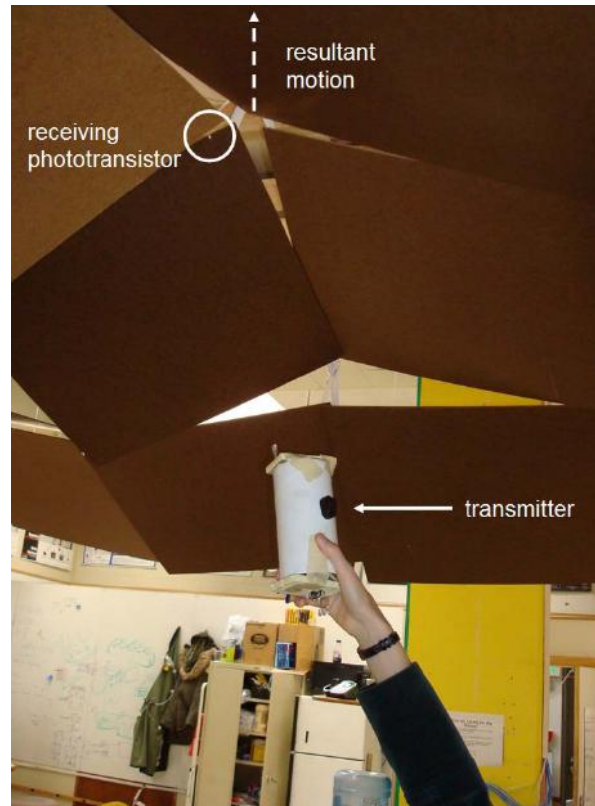 resultant
motion
receiving
phototransistor
transmitter